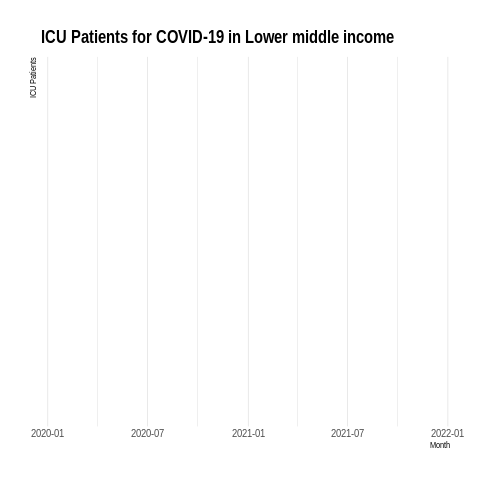 ICU Patients for COVID-19 in Lower middle income
ICU Patients
2020-01 2020-07 2021-01 2021-07 2022-01
Month